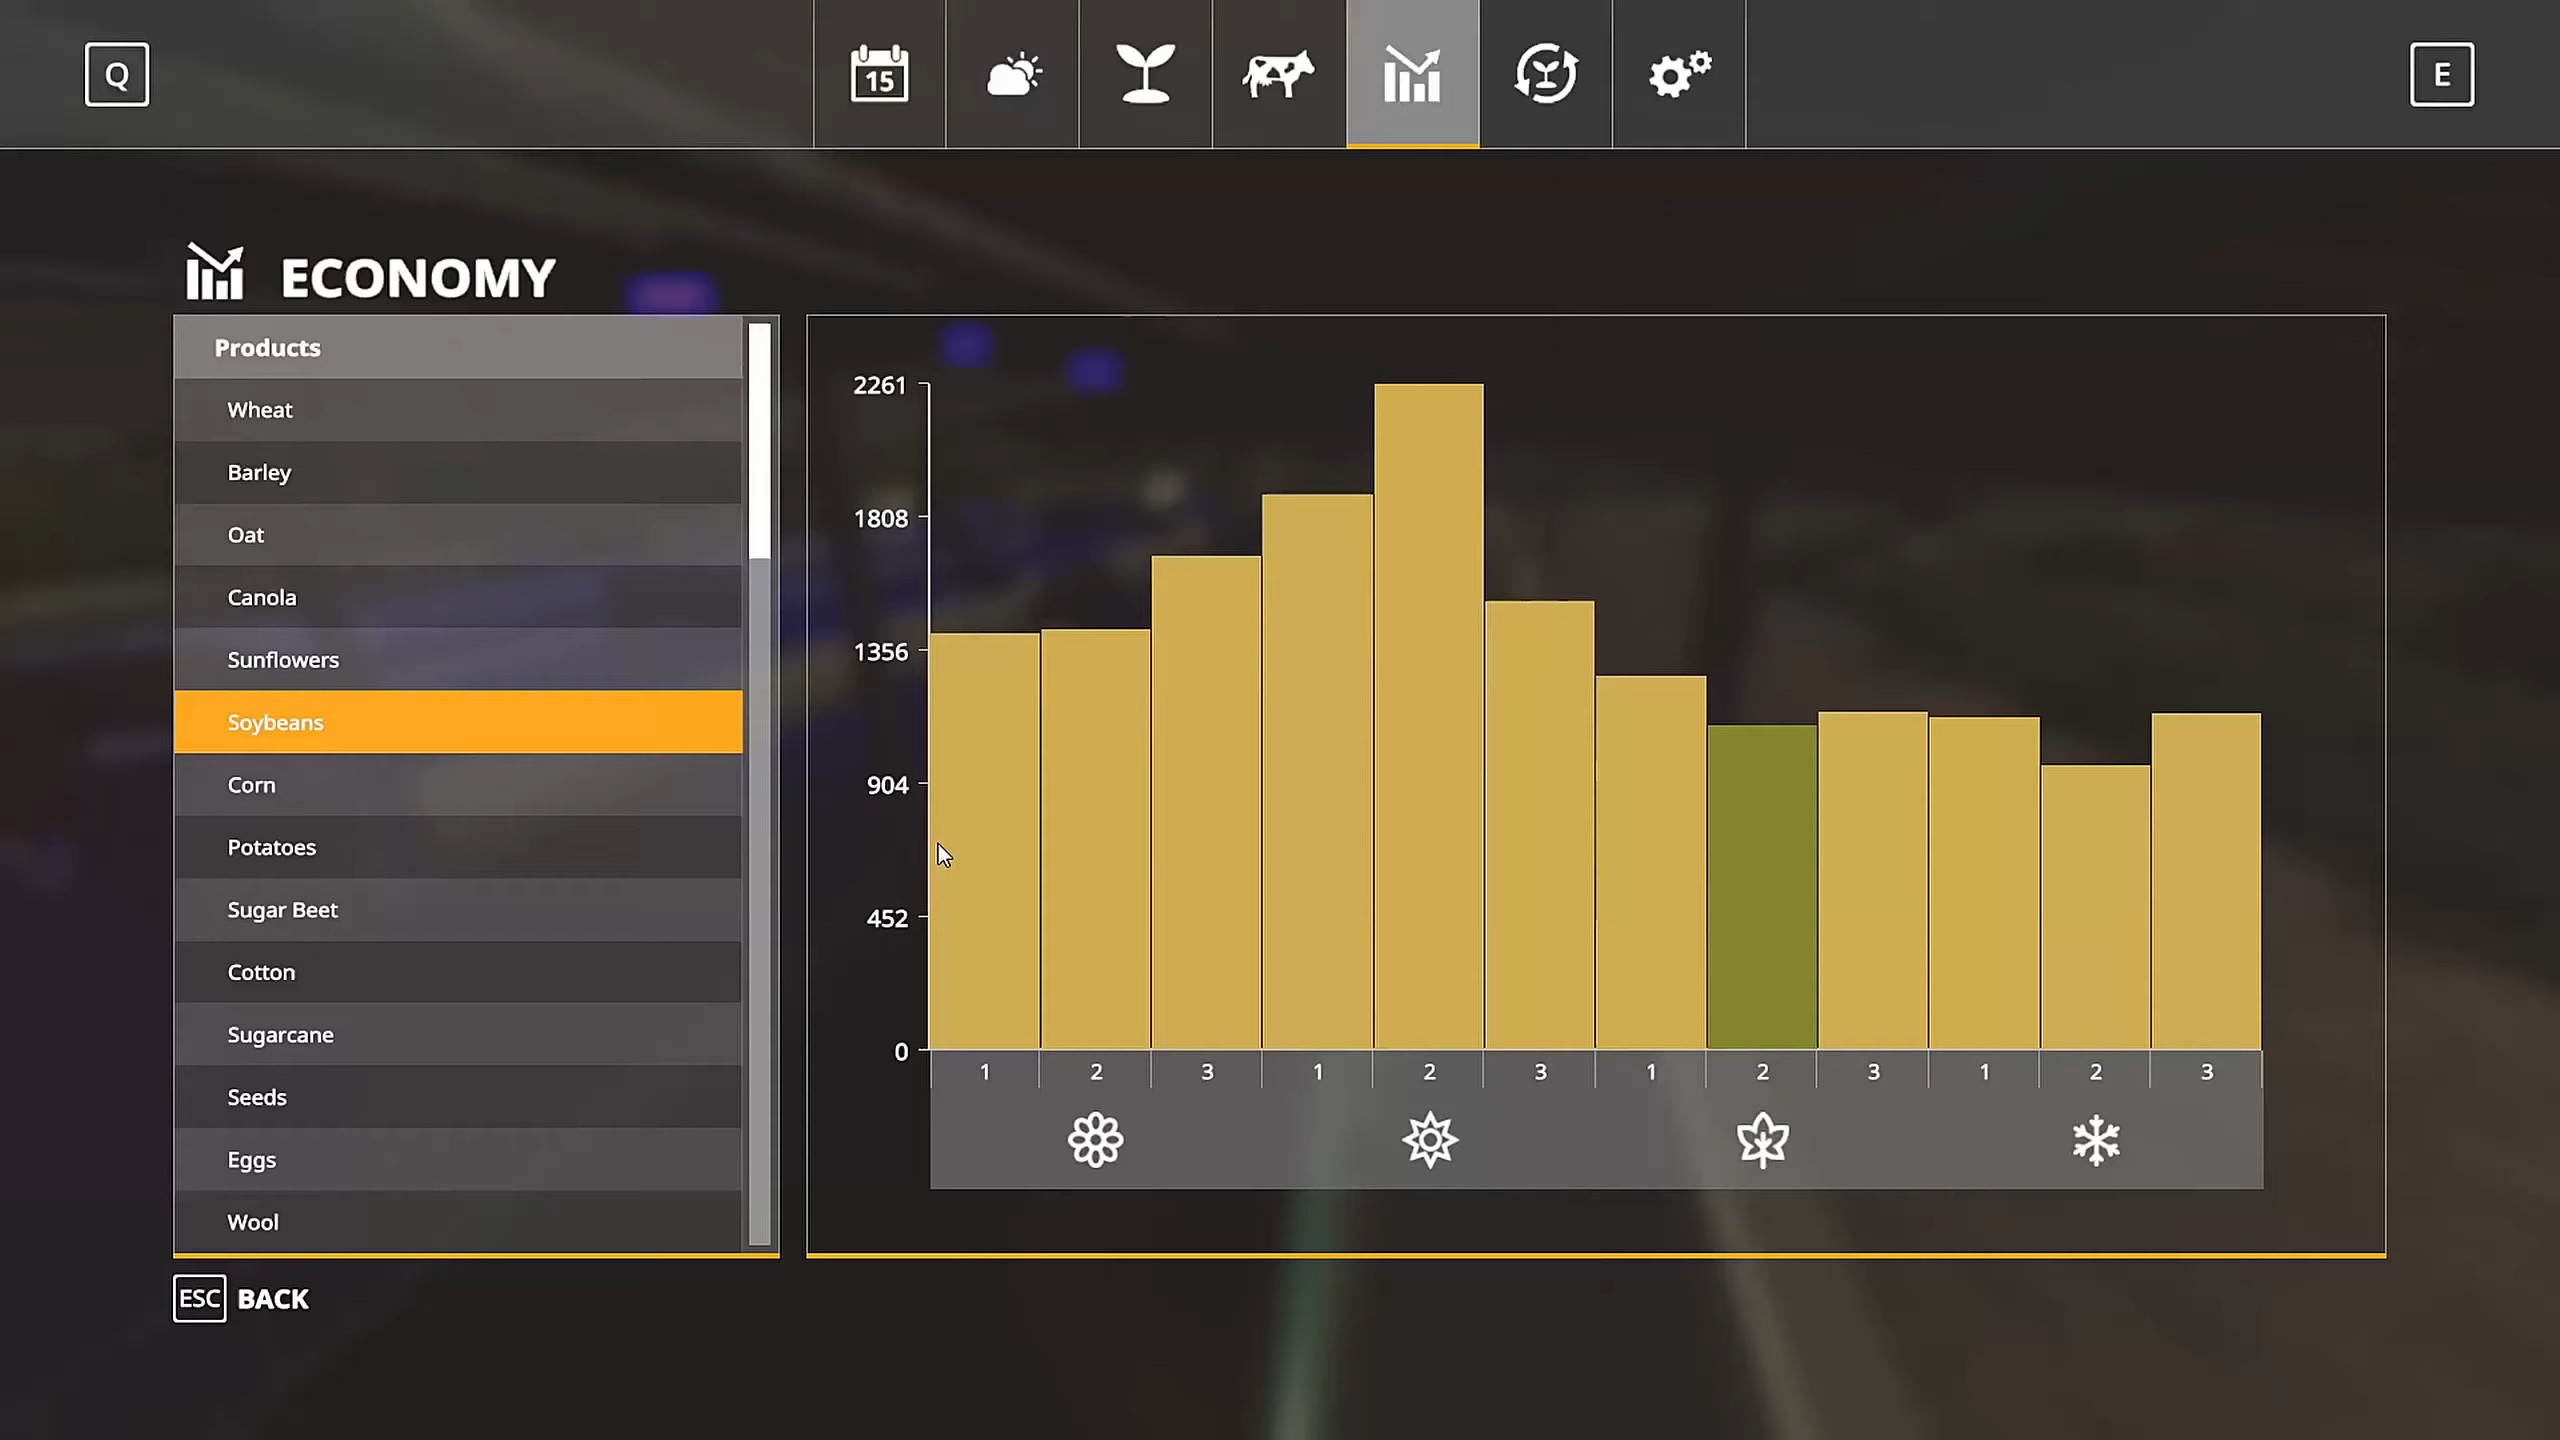 Q
15
E
ECONOMY
Products
Wheat
Barley
Oat
Canola
Sunflowers
Soybeans
Corn
Potatoes
Sugar Beet
Cotton
Sugarcane
Seeds
Eggs
Wool
2261
1808
1356
904
452
0
1 2 3 1 2 3 1 2 3 1 2 3
ESC BACK